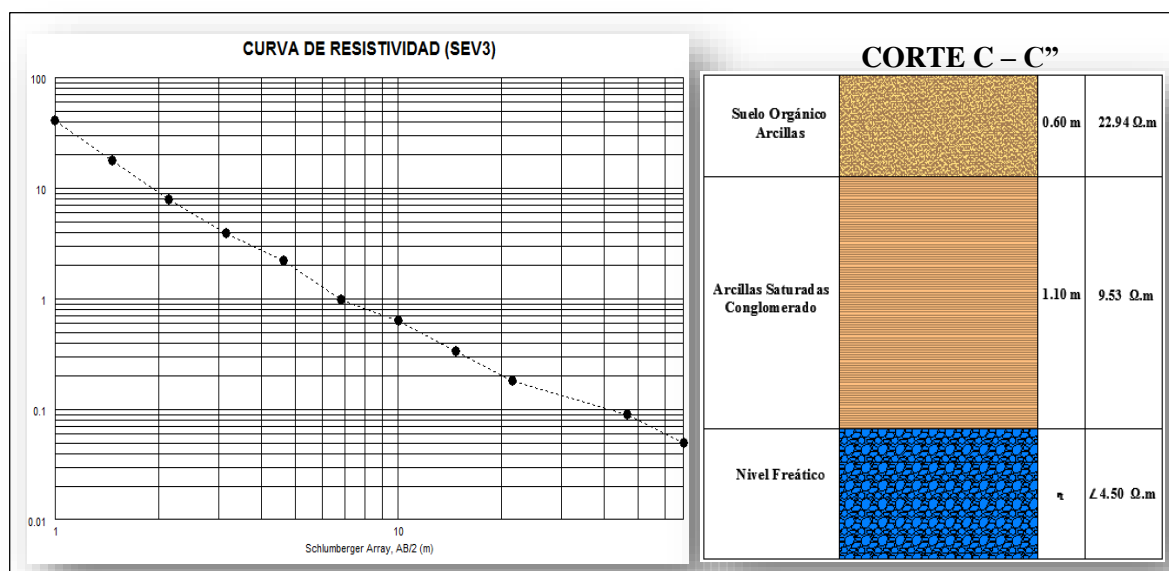 CURVA DE RESISTIVIDAD (SEV3)
100
10
1
0.1
0.01
1
10
Schlumberger Array, AB/2 (m)
CORTE C – C”
Suelo Orgánico
Arcillas
0.60 m
22.94 Ω.m
Arcillas Saturadas
Conglomerado
1.10 m
9.53 Ω.m
Nivel Freático
∠4.50 Ω.m